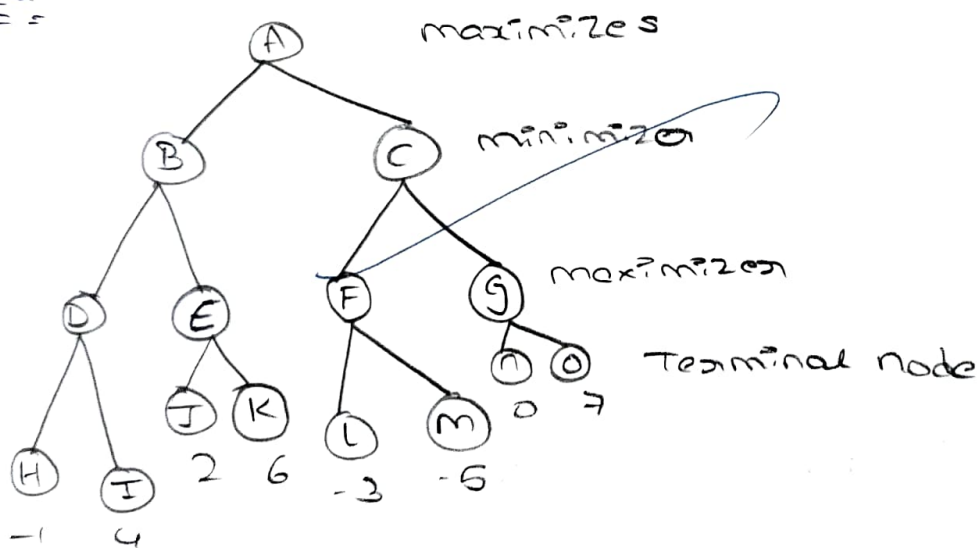 A maximizes
B C minimizer
D E F G maximizer
J K n O Terminal node
2 6 0 7
H I L M
-3 -5
-1 4